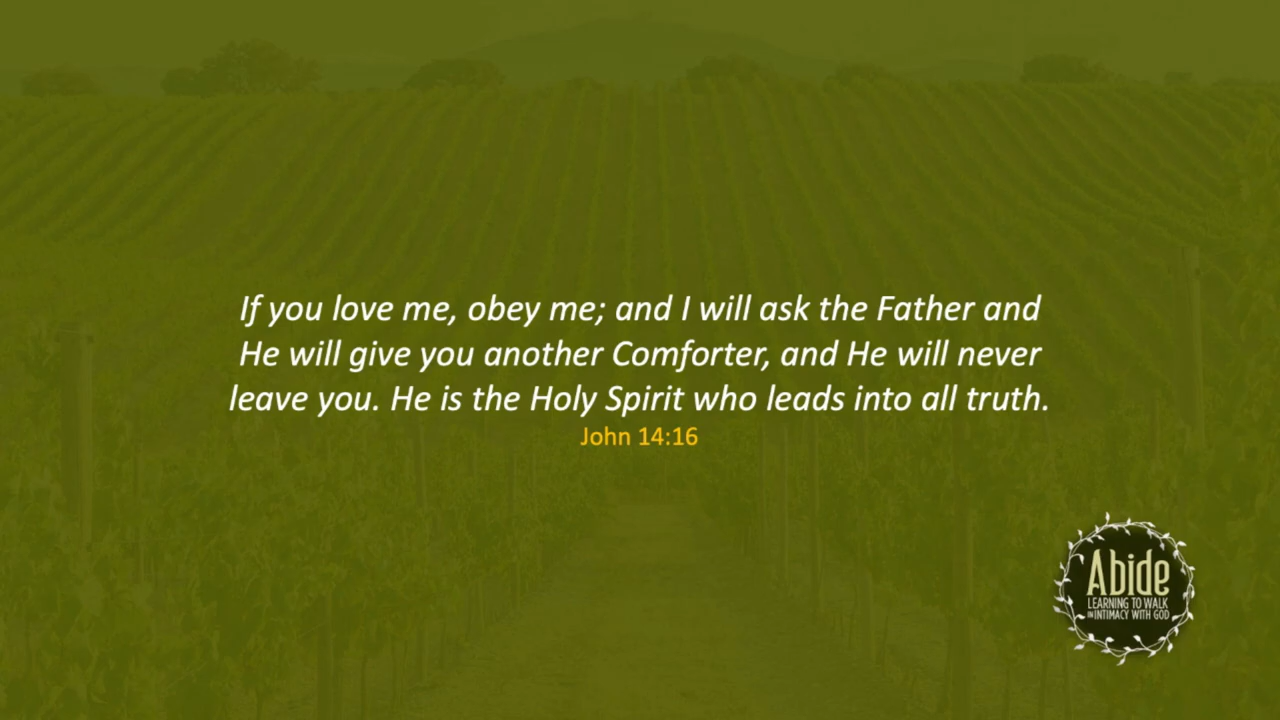 If you love me, obey me; and I will ask the Father and
He will give you another Comforter, and He will never
leave you. He is the Holy Spirit who leads into all truth.
John 14:16
Abide
LEARNING TO WALK
IN INTIMACY WITH GOD